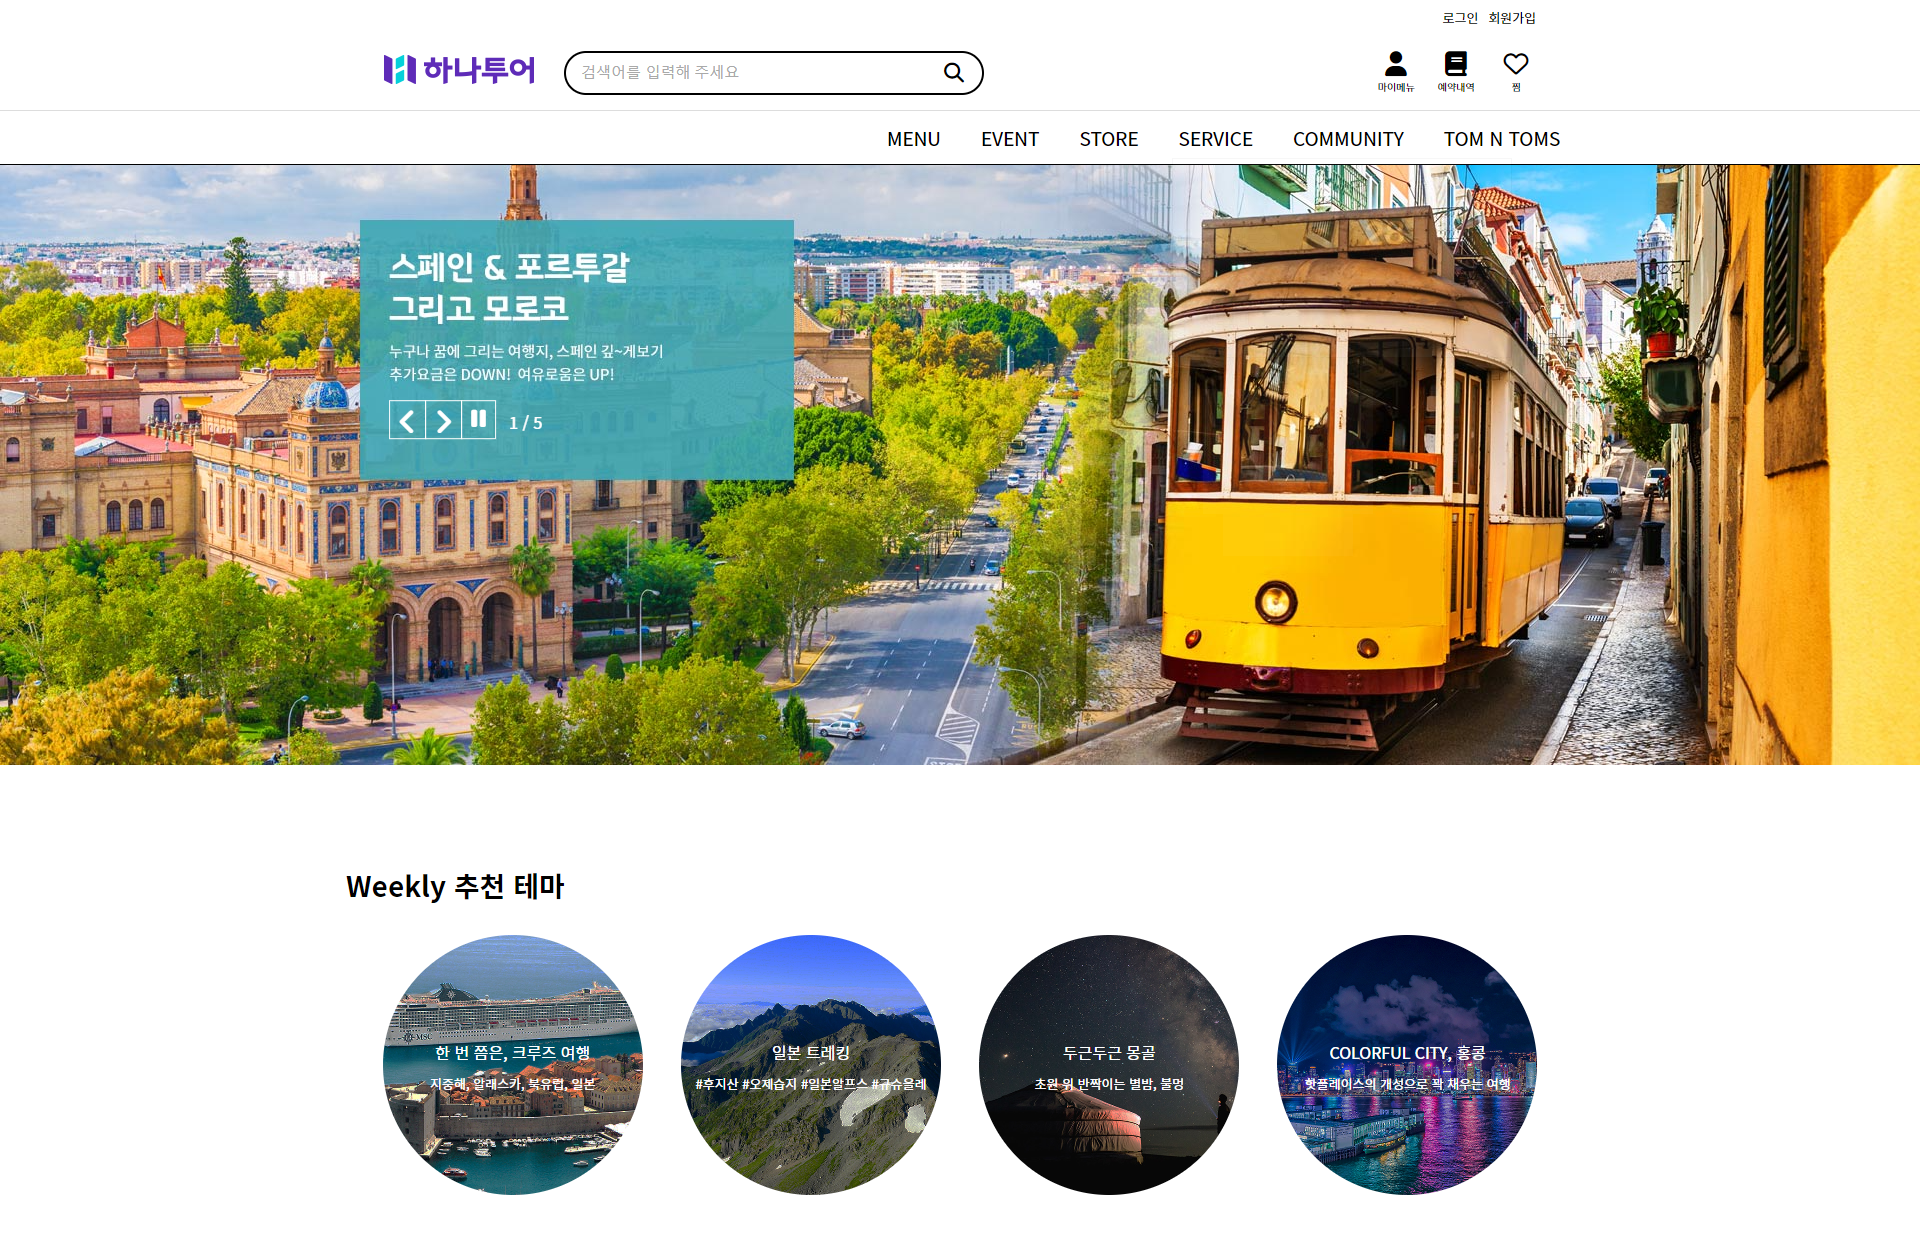 로그인 회원가입
하나투어
검색어를 입력해 주세요
마이메뉴 예약내역 찜
MENU EVENT STORE SERVICE COMMUNITY TOM N TOMS
스페인 & 포르투갈
그리고 모로코
누구나 꿈에 그리는 여행지, 스페인 깊~게보기
추가요금은 DOWN! 여유로움은 UP!
1 / 5
Weekly 추천 테마
MSC
한 번 쯤은, 크루즈 여행
지중해, 알래스카, 북유럽, 일본
일본 트레킹
#후지산 #오제습지 #일본알프스 #규슈올레
두근두근 몽골
초원 위 반짝이는 별밤, 불멍
COLORFUL CITY, 홍콩
핫플레이스의 개성으로 꽉 채우는 여행